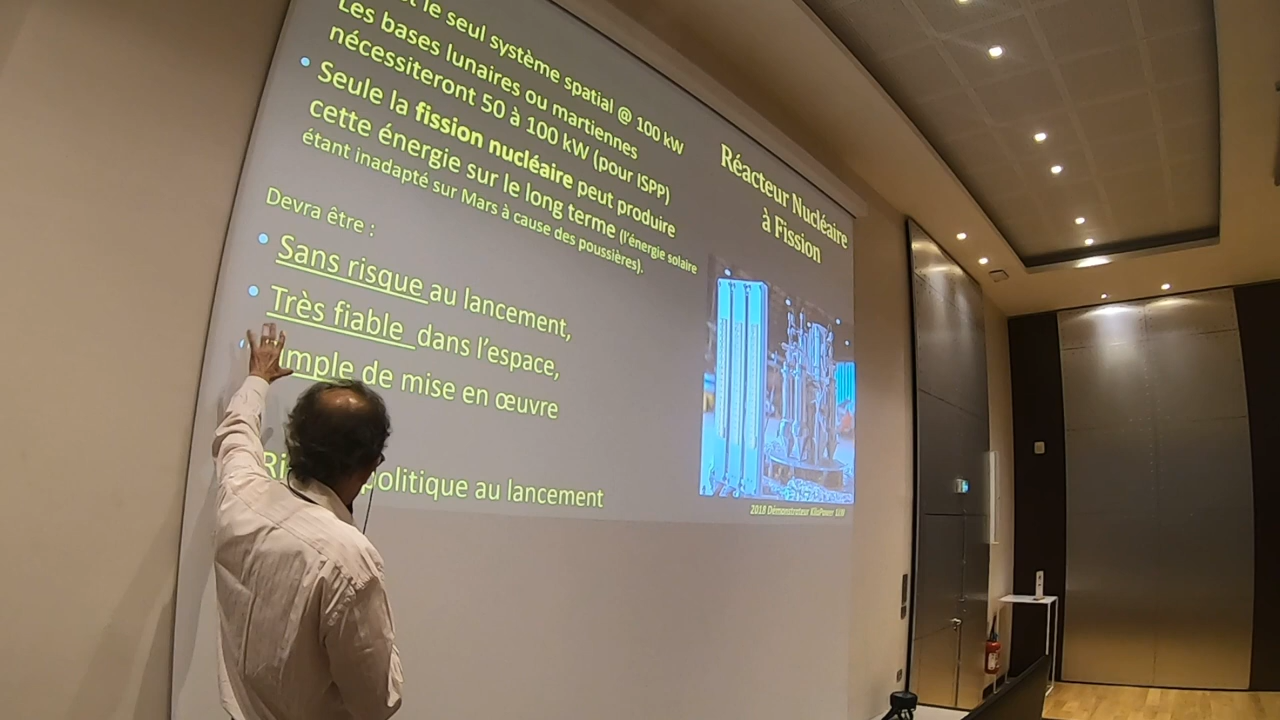 le seul système spatial @ 100 kW
Les bases lunaires ou martiennes
nécessiteront 50 à 100 kW (pour ISPP)
• Seule la fission nucléaire peut produire
cette énergie sur le long terme (l'énergie solaire
étant inadapté sur Mars à cause des poussières).
Devra être :
• Sans risque au lancement,
• Très fiable dans l'espace,
de mise en œuvre
politique au lancement
Réacteur Nucléaire
à Fission
2018 Démonstrateur KiloPower